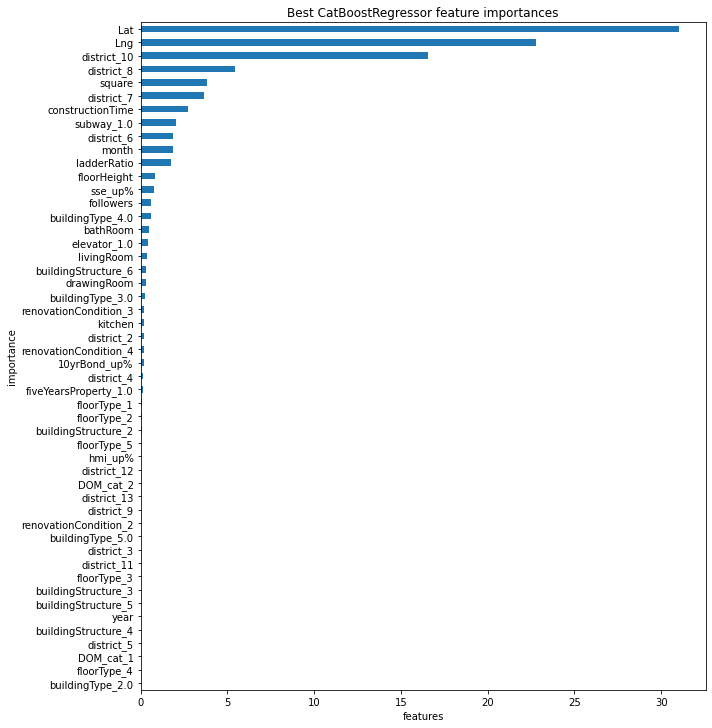 Best CatBoostRegressor feature importances
Lat
Lng
district_10
district_8
square
district_7
constructionTime
subway_1.0
district_6
month
ladderRatio
floorHeight
sse_up%
followers
buildingType_4.0
bathRoom
elevator_1.0
livingRoom
buildingStructure_6
drawingRoom
buildingType_3.0
renovationCondition_3
kitchen
district_2
renovationCondition_4
10yrBond_up%
district_4
fiveYearsProperty_1.0
floorType_1
floorType_2
buildingStructure_2
floorType_5
hmi_up%
district_12
DOM_cat_2
district_13
district_9
renovationCondition_2
buildingType_5.0
district_3
district_11
floorType_3
buildingStructure_3
buildingStructure_5
year
buildingStructure_4
district_5
DOM_cat_1
floorType_4
buildingType_2.0
importance
0 5 10 15 20 25 30
features